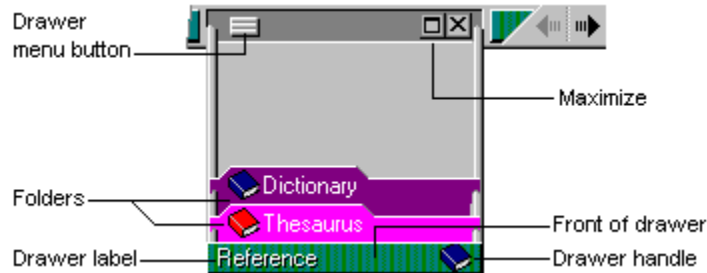 Drawer
menu button
Maximize
Dictionary
Folders
Thesaurus
Front of drawer
Drawer label
Reference
Drawer handle